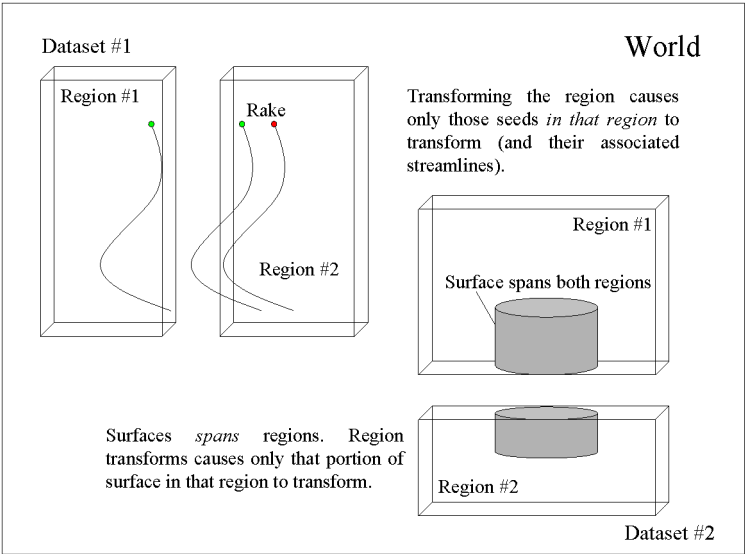 Dataset #1
World
Region #1
Rake
Region #2
Transforming the region causes
only those seeds in that region to
transform (and their associated
streamlines).
Region #1
Surface spans both regions
Surfaces spans regions. Region
transforms causes only that portion of
surface in that region to transform.
Region #2
Dataset #2